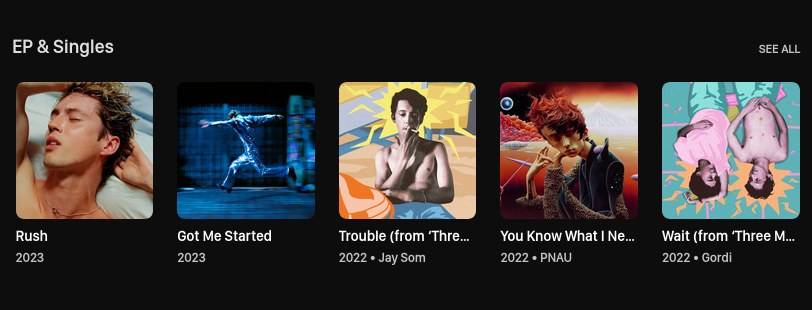 EP & Singles
SEE ALL
Rush
2023
Got Me Started
2023
Trouble (from ‘Thre...
2022 • Jay Som
You Know What I Ne...
2022 • PNAU
Wait (from ‘Three M...
2022 • Gordi